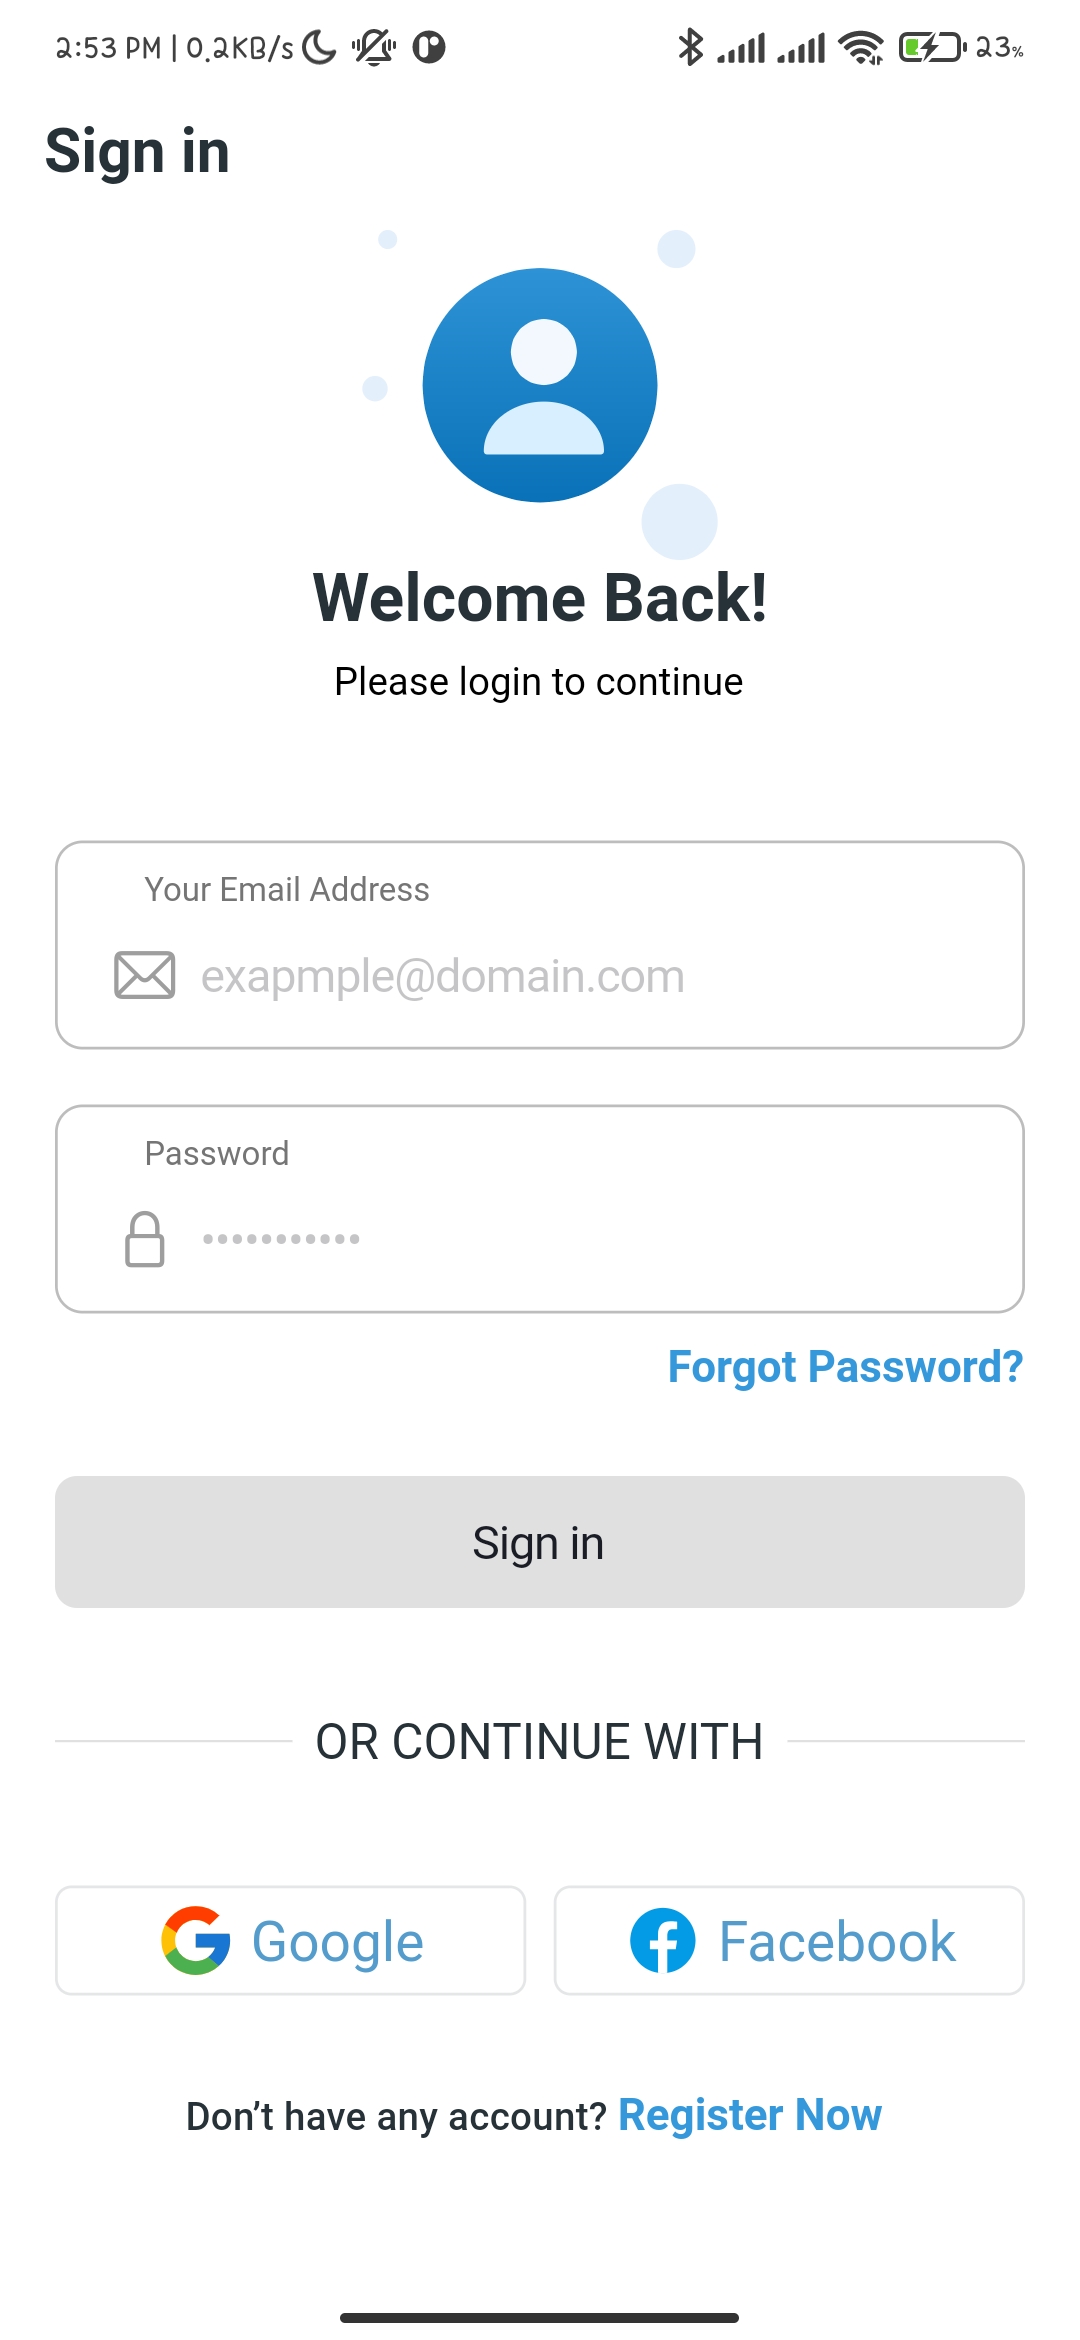 2:53 PM | 0.2KB/s 23%
Sign in
Welcome Back!
Please login to continue
Your Email Address
exapmple@domain.com
Password
Forgot Password?
Sign in
OR CONTINUE WITH
Google Facebook
Don’t have any account? Register Now